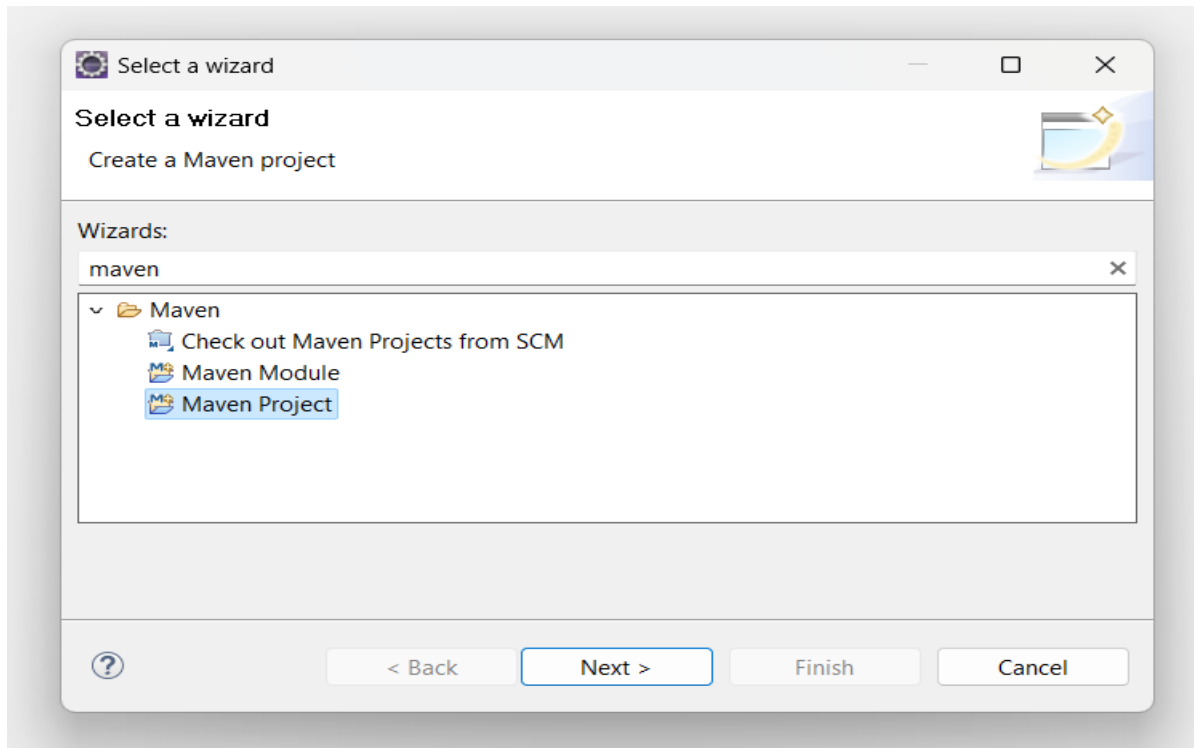 Select a wizard
Select a wizard
Create a Maven project
Wizards:
maven
Maven
Check out Maven Projects from SCM
Maven Module
Maven Project
< Back Next > Finish Cancel